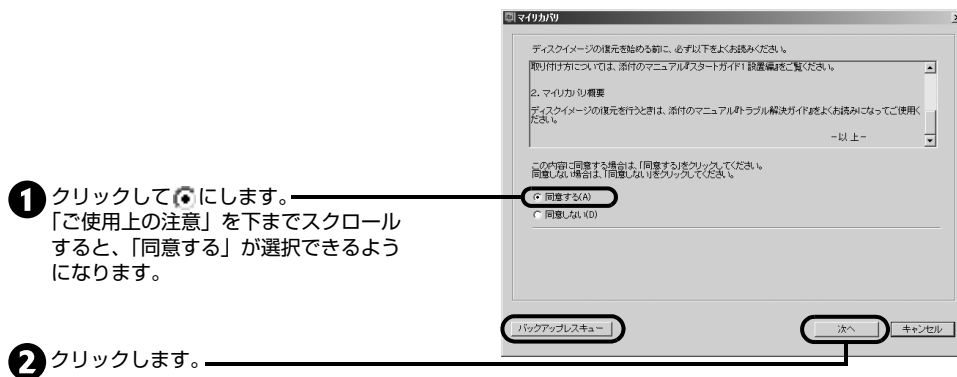 マイリカバリ
ディスクイメージの復元を始める前に、必ず以下をよくお読みください。
取り付け方については、添付のマニュアル『スタートガイド1 設置編』をご覧ください。
2. マイリカバリ概要
ディスクイメージの復元を行うときは、添付のマニュアル『トラブル解決ガイド』をよくお読みになってご使用く
ださい。
-以 上-
この内容に同意する場合は、「同意する」をクリックしてください。
同意しない場合は、「同意しない」をクリックしてください。
同意する(A)
同意しない(D)
バックアップレスキュー
次へ
キャンセル
1 クリックして にします。
「ご使用上の注意」を下までスクロール
すると、「同意する」が選択できるよう
になります。
2 クリックします。